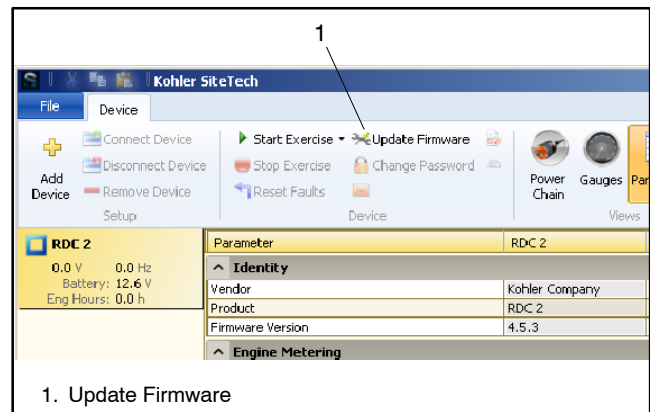 1
Kohler SiteTech
File Device
Add Device
Connect Device
Disconnect Device
Remove Device
Setup
Start Exercise
Stop Exercise
Reset Faults
Update Firmware
Change Password
Device
Power Chain
Gauges
Par
Views
RDC 2
0.0 V 0.0 Hz
Battery: 12.6 V
Eng Hours: 0.0 h
Parameter RDC 2
Identity
Vendor Kohler Company
Product RDC 2
Firmware Version 4.5.3
Engine Metering
1. Update Firmware